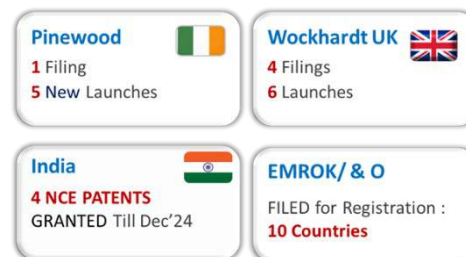 Pinewood
1 Filing
5 New Launches
Wockhardt UK
4 Filings
6 Launches
India
4 NCE PATENTS
GRANTED Till Dec'24
EMROK/ & O
FILED for Registration :
10 Countries